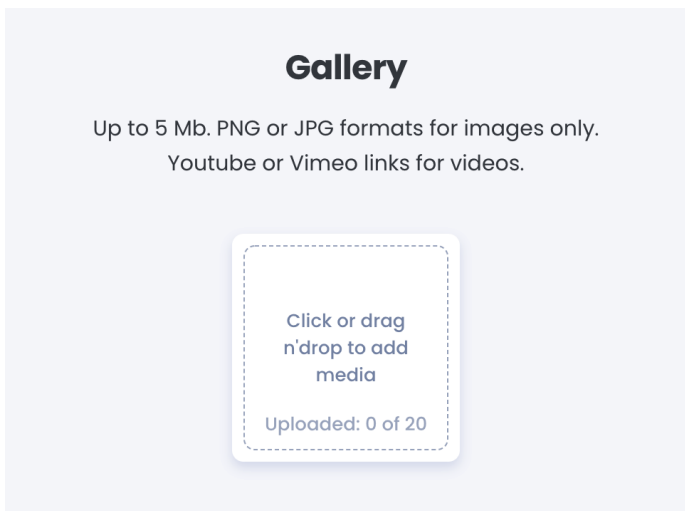 Gallery
Up to 5 Mb. PNG or JPG formats for images only.
Youtube or Vimeo links for videos.
Click or drag
n'drop to add
media
Uploaded: 0 of 20